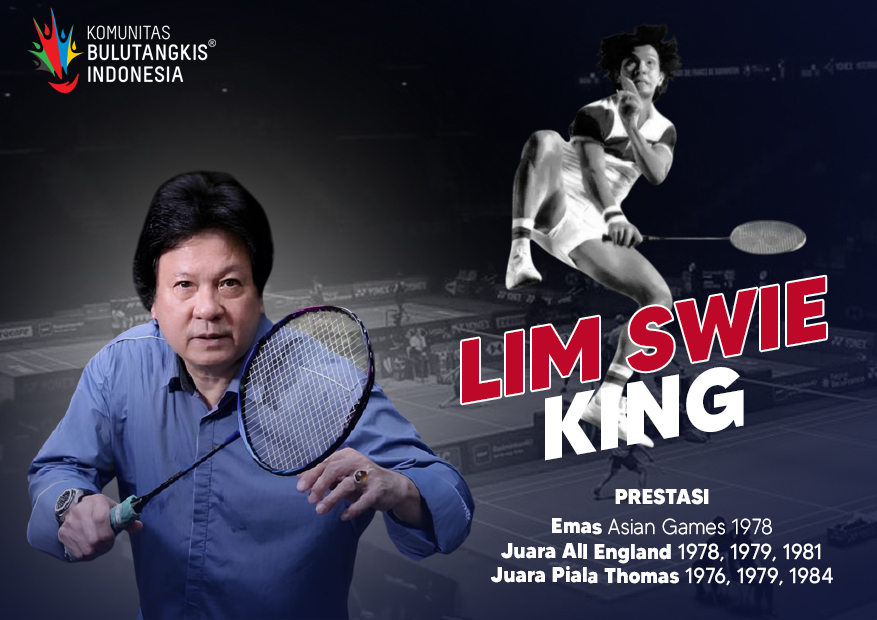 KOMUNITAS
BULUTANGKIS®
INDONESIA
LIM SWIE
KING
PRESTASI
Emas Asian Games 1978
Juara All England 1978, 1979, 1981
Juara Piala Thomas 1976, 1979, 1984